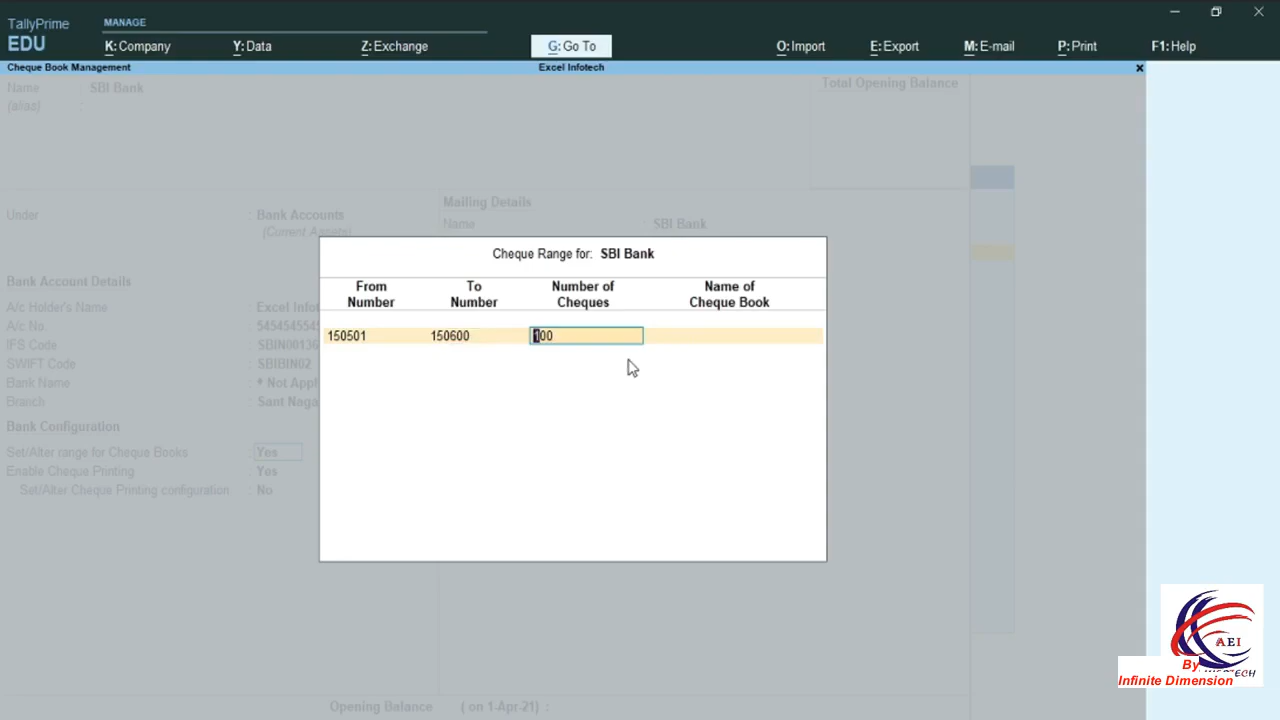 TallyPrime
EDU
MANAGE
K: Company Y: Data Z: Exchange G: Go To O: Import E: Export M: E-mail P: Print F1: Help
Cheque Book Management Excel Infotech
Name : SBI Bank Total Opening Balance
(alias) :
Mailing Details
Under : Bank Accounts
(Current Assets)
Name : SBI Bank
Cheque Range for: SBI Bank
From Number To Number Number of Cheques Name of Cheque Book
150501 150600 100
Bank Account Details
A/c Holder's Name : Excel
A/c No. :
IFS Code :
SWIFT Code : SBIBIN02
Bank Name : * Not
Branch : Sant
Bank Configuration
Set/Alter range for Cheque Books : Yes
Enable Cheque Printing : Yes
Set/Alter Cheque Printing configuration : No
Opening Balance ( on 1-Apr-21) :
AEI
By
Infinite Dimension